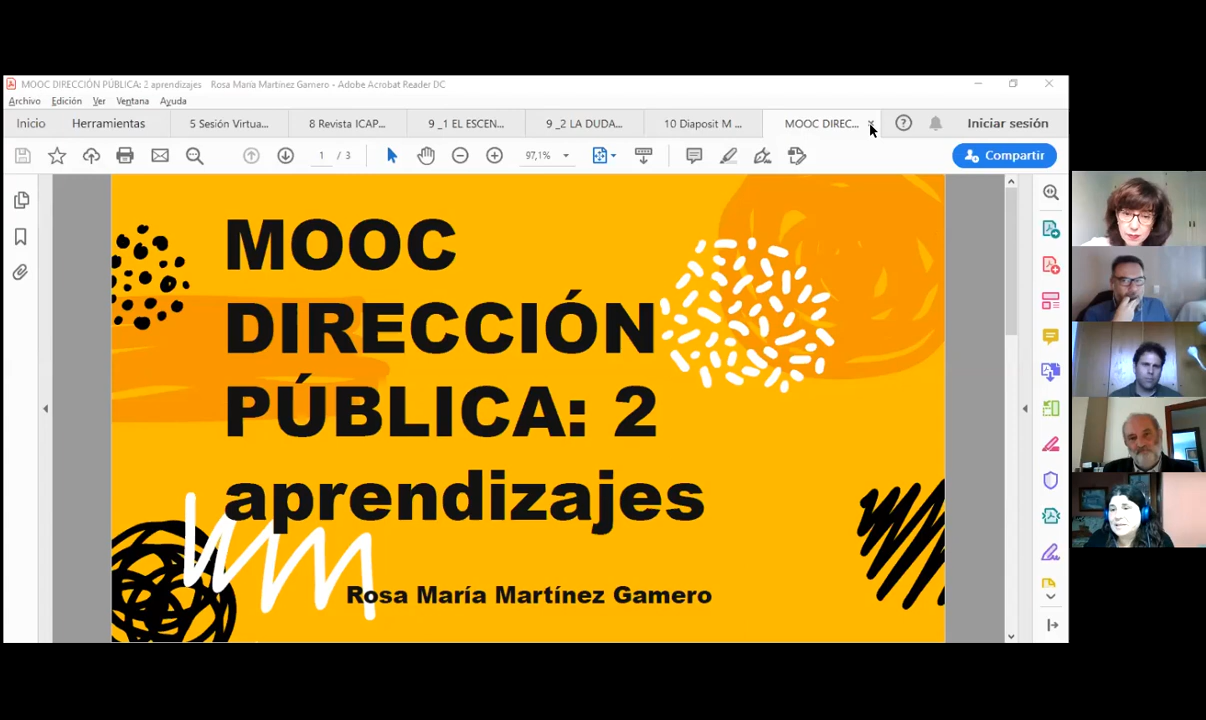 MOOC DIRECCIÓN PÚBLICA: 2 aprendizajes Rosa María Martínez Gamero - Adobe Acrobat Reader DC
Archivo Edición Ver Ventana Ayuda
Inicio Herramientas 5 Sesión Virtua... 8 Revista ICAP... 9 _1 EL ESCEN... 9 _2 LA DUDA... 10 Diaposit M ... MOOC DIREC... Iniciar sesión
1 / 3 97,1% Compartir
MOOC
DIRECCIÓN
PÚBLICA: 2
aprendizajes
Rosa María Martínez Gamero